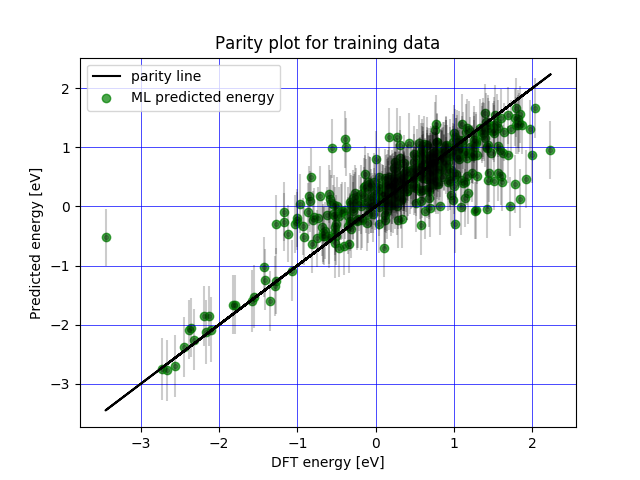 Parity plot for training data
parity line
ML predicted energy
Predicted energy [eV]
2
1
0
−1
−2
−3
−3
−2
−1
0
1
2
DFT energy [eV]